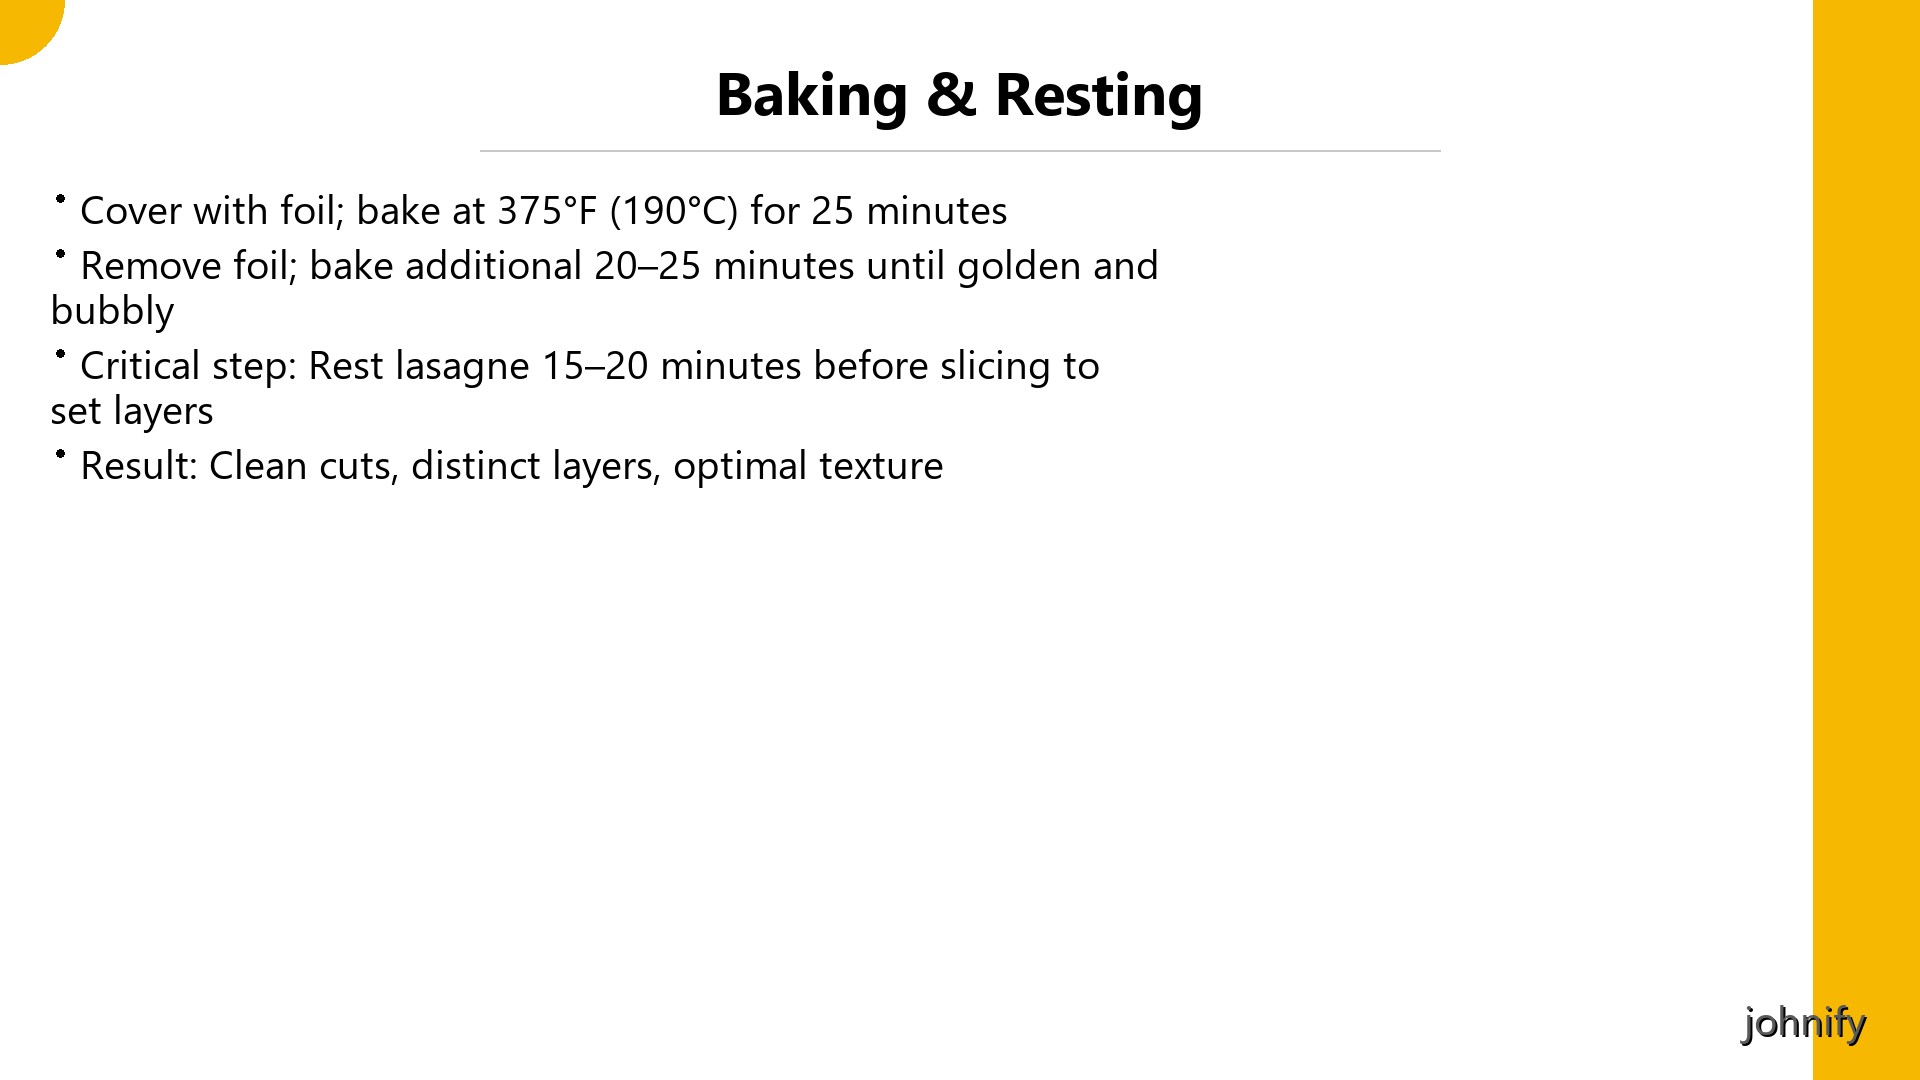 Baking & Resting
• Cover with foil; bake at 375°F (190°C) for 25 minutes
• Remove foil; bake additional 20–25 minutes until golden and
bubbly
• Critical step: Rest lasagne 15–20 minutes before slicing to
set layers
• Result: Clean cuts, distinct layers, optimal texture
johnify